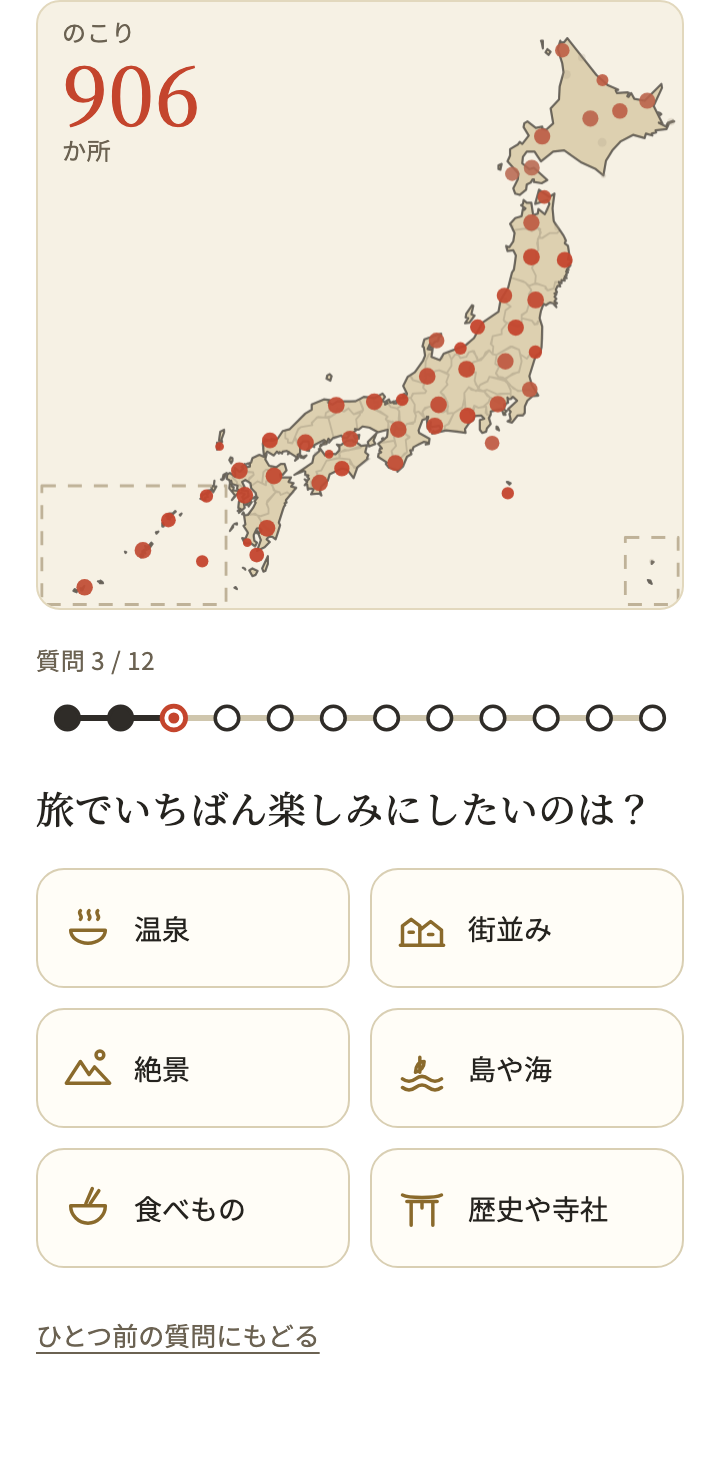 のこり
906
か所
質問 3 / 12
旅でいちばん楽しみにしたいのは？
温泉
街並み
絶景
島や海
食べもの
歴史や寺社
ひとつ前の質問にもどる